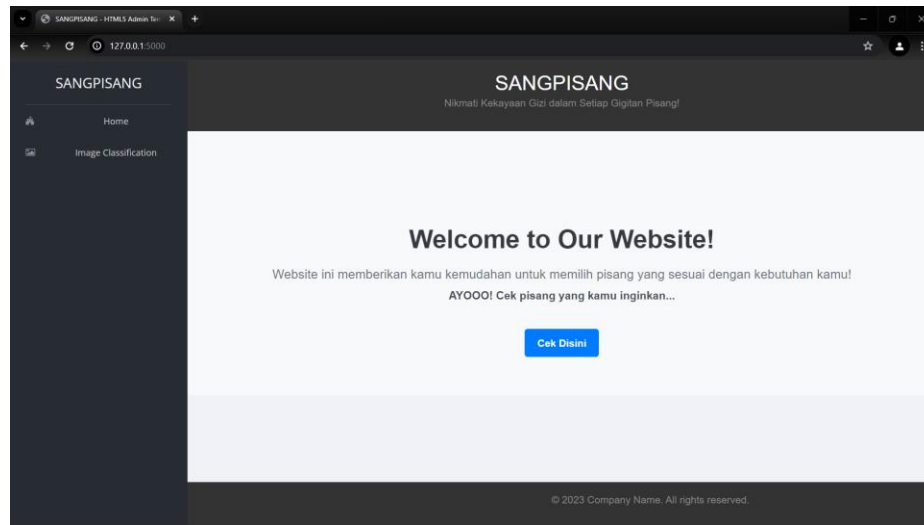 SANGPISANG - HTML5 Admin Te
127.0.0.1:5000
SANGPISANG
Home
Image Classification
SANGPISANG
Nikmati Kekayaan Gizi dalam Setiap Gigitan Pisang!
Welcome to Our Website!
Website ini memberikan kamu kemudahan untuk memilih pisang yang sesuai dengan kebutuhan kamu!
AYOOO! Cek pisang yang kamu inginkan...
Cek Disini
© 2023 Company Name. All rights reserved.